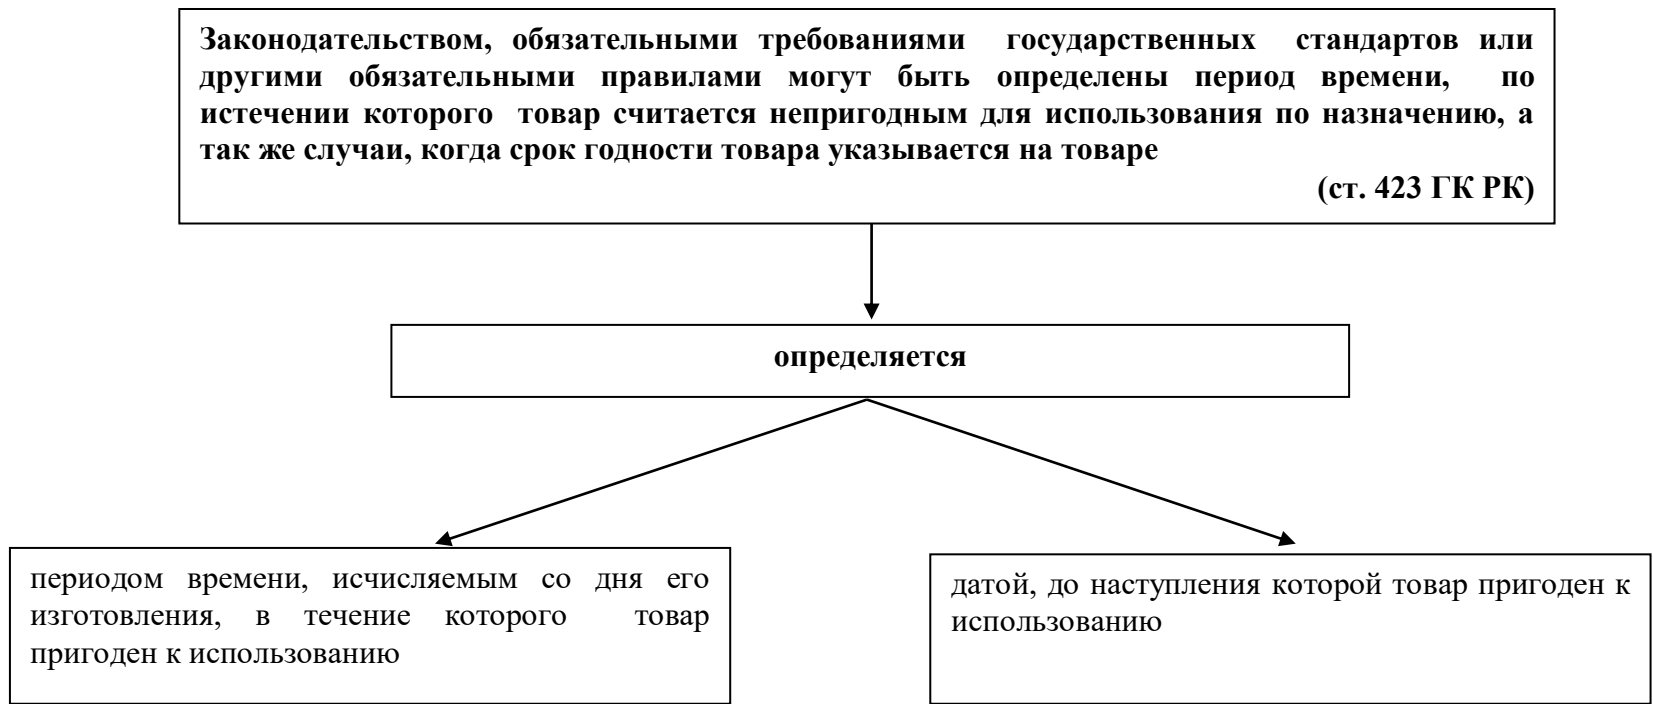 Законодательством, обязательными требованиями государственных стандартов или
другими обязательными правилами могут быть определены период времени, по
истечении которого товар считается непригодным для использования по назначению, а
так же случаи, когда срок годности товара указывается на товаре
(ст. 423 ГК РК)
определяется
периодом времени, исчисляемым со дня его
изготовления, в течение которого товар
пригоден к использованию
датой, до наступления которой товар пригоден к
использованию